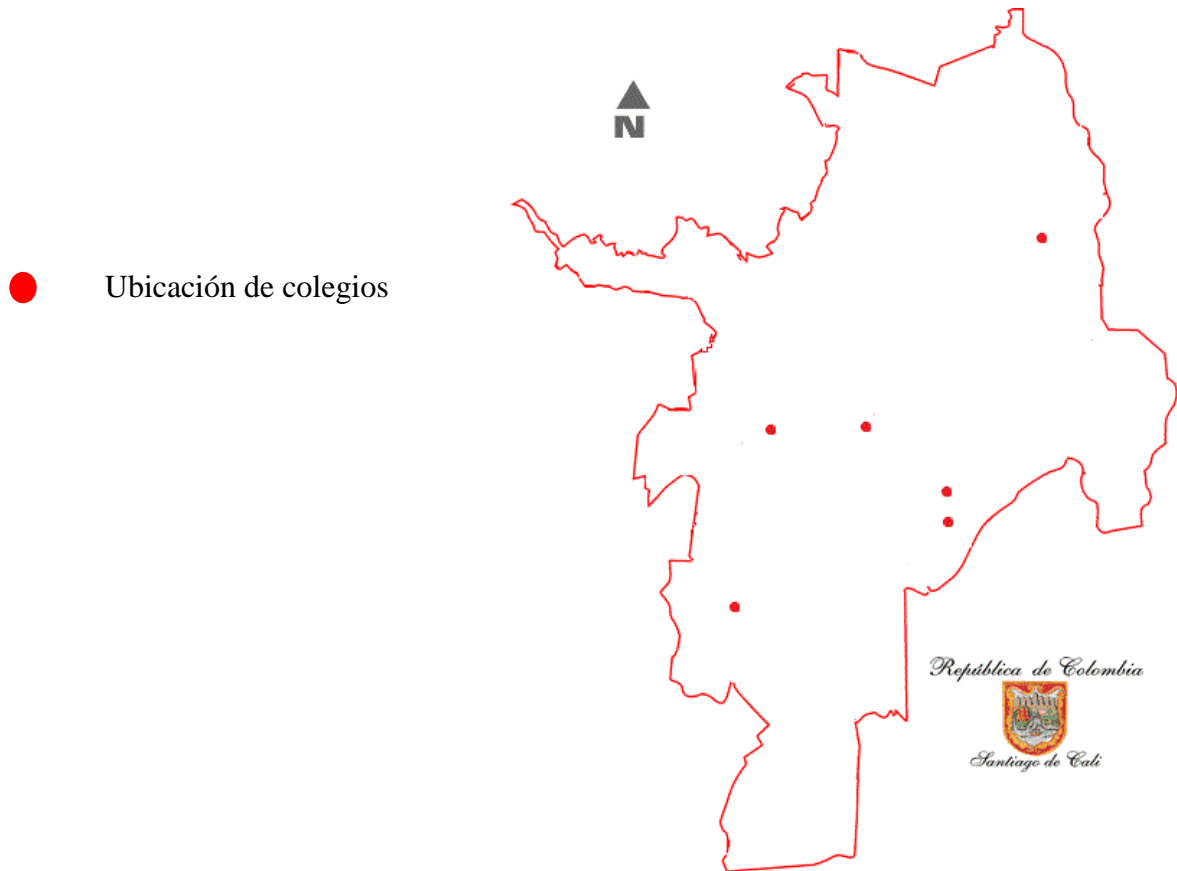 N
Ubicación de colegios
República de Colombia
Santiago de Cali